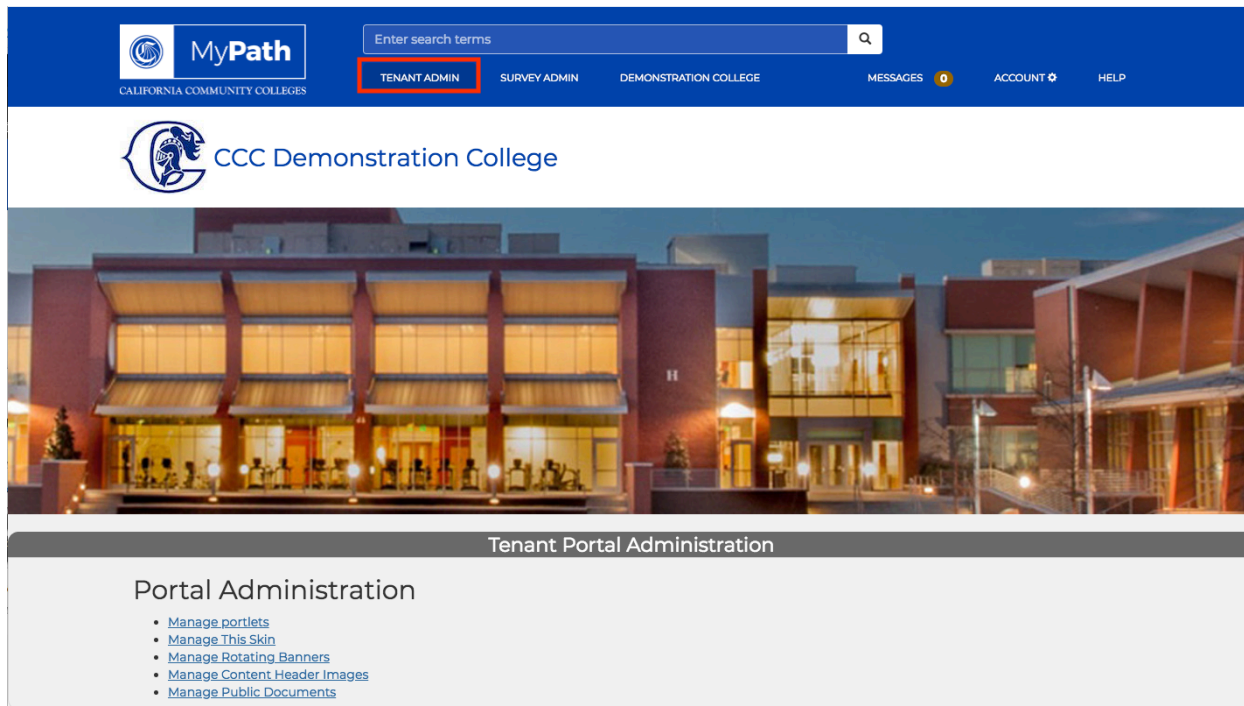 Enter search terms
MyPath
CALIFORNIA COMMUNITY COLLEGES
TENANT ADMIN SURVEY ADMIN DEMONSTRATION COLLEGE MESSAGES 0 ACCOUNT HELP
CCC Demonstration College
H
Tenant Portal Administration
Portal Administration
• Manage portlets
• Manage This Skin
• Manage Rotating Banners
• Manage Content Header Images
• Manage Public Documents